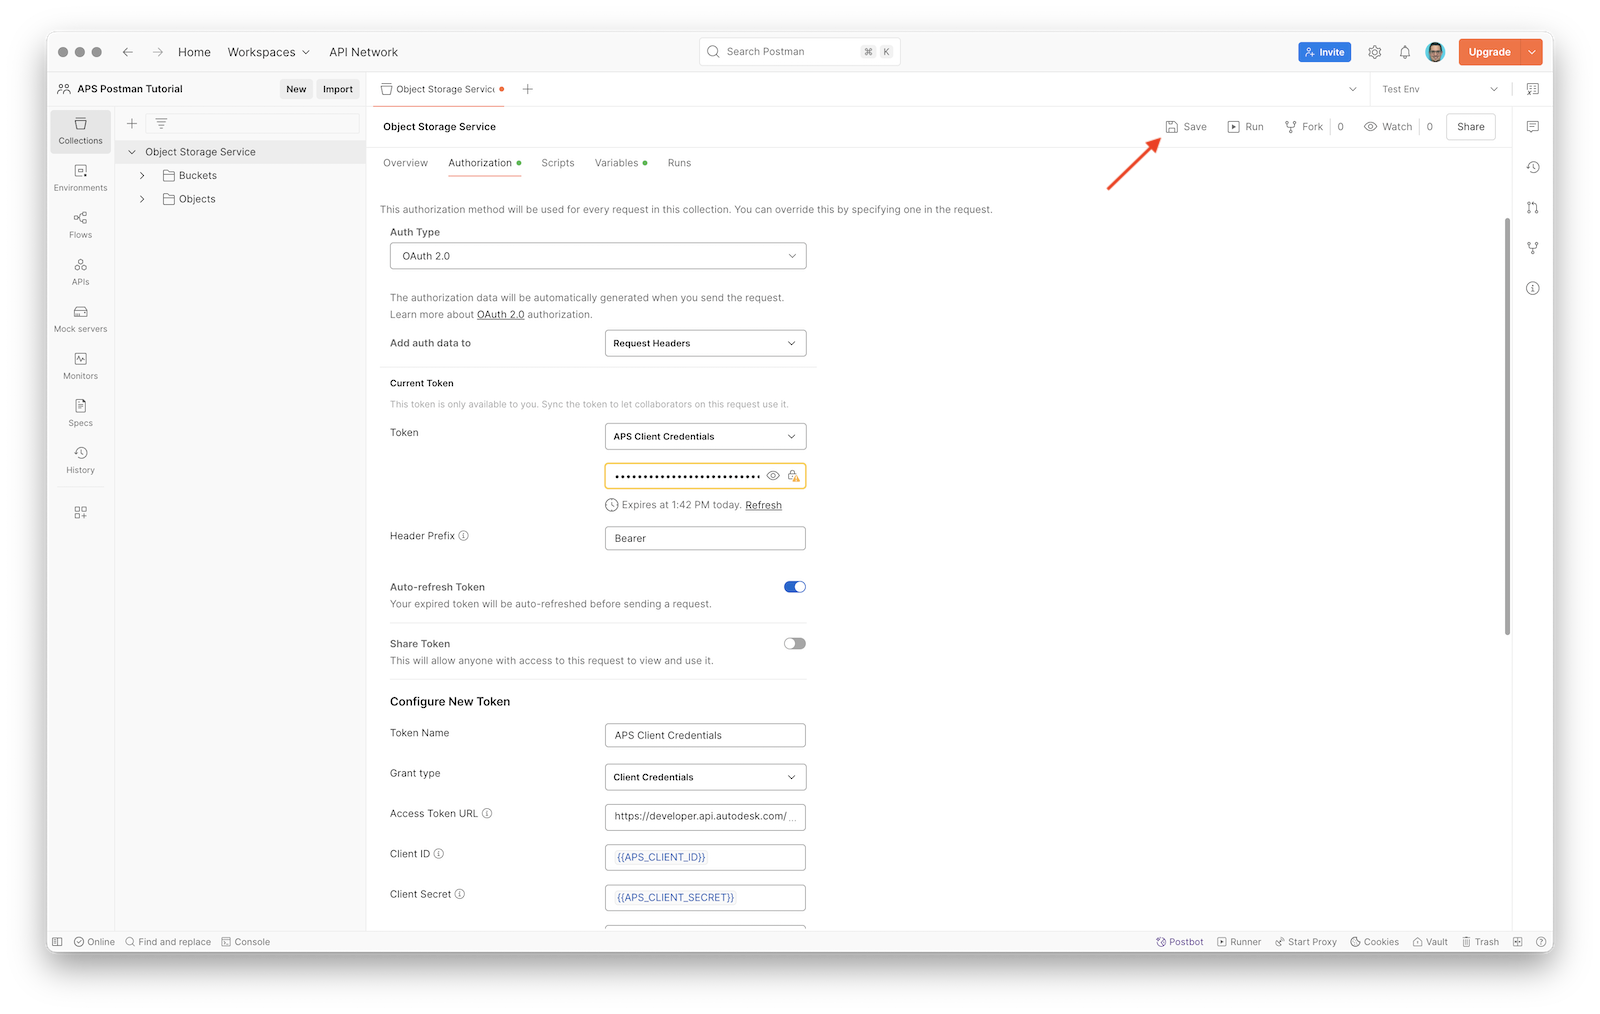 Home Workspaces API Network Search Postman ⌘ K Invite Upgrade
APS Postman Tutorial New Import Object Storage Servic Test Env
Object Storage Service Save Run Fork 0 Watch 0 Share
Overview Authorization Scripts Variables Runs
Collections
Environments
Flows
APIs
Mock servers
Monitors
Specs
History
Object Storage Service
Buckets
Objects
This authorization method will be used for every request in this collection. You can override this by specifying one in the request.
Auth Type
OAuth 2.0
The authorization data will be automatically generated when you send the request.
Learn more about OAuth 2.0 authorization.
Add auth data to Request Headers
Current Token
This token is only available to you. Sync the token to let collaborators on this request use it.
Token APS Client Credentials
Expires at 1:42 PM today. Refresh
Header Prefix Bearer
Auto-refresh Token
Your expired token will be auto-refreshed before sending a request.
Share Token
This will allow anyone with access to this request to view and use it.
Configure New Token
Token Name APS Client Credentials
Grant type Client Credentials
Access Token URL https://developer.api.autodesk.com/ ...
Client ID {{APS_CLIENT_ID}}
Client Secret {{APS_CLIENT_SECRET}}
Online Find and replace Console Postbot Runner Start Proxy Cookies Vault Trash